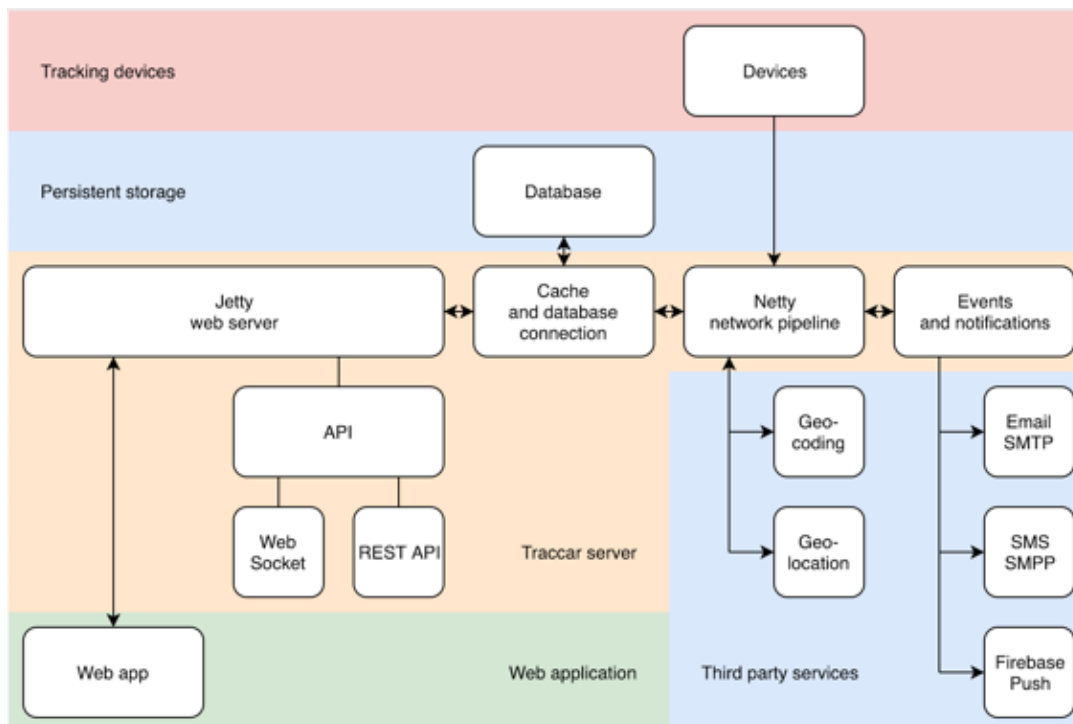 Tracking devices
Devices
Persistent storage
Database
Jetty
web server
Cache
and database
connection
Netty
network pipeline
Events
and notifications
API
Geo-
coding
Email
SMTP
Web
Socket
REST API
Traccar server
Geo-
location
SMS
SMPP
Web app
Web application
Third party services
Firebase
Push